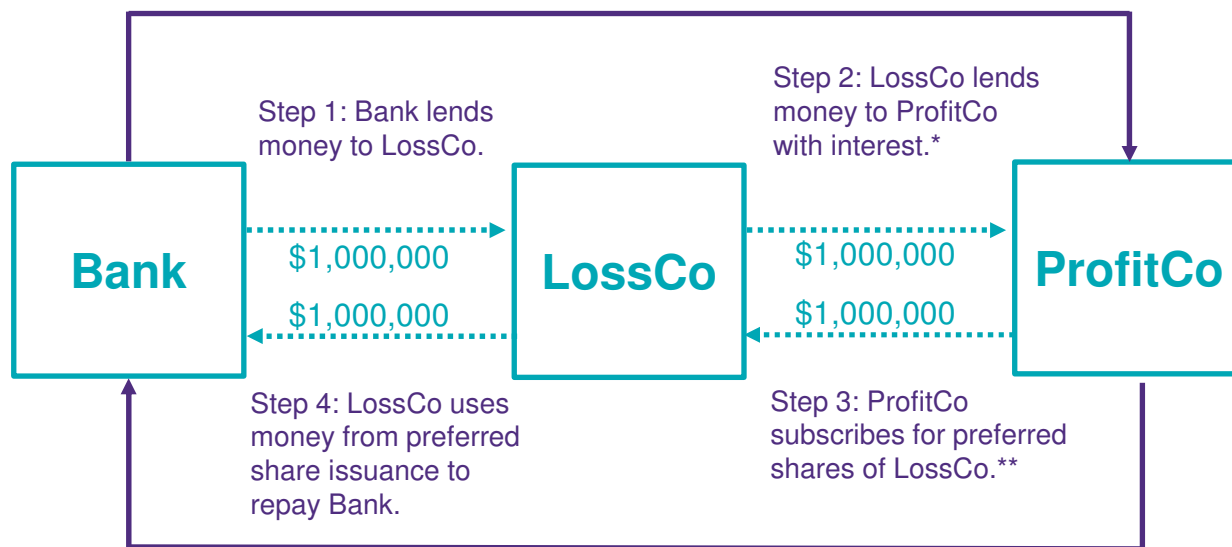 Step 1: Bank lends
money to LossCo.
Step 2: LossCo lends
money to ProfitCo
with interest.*
Bank
$1,000,000
$1,000,000
LossCo
$1,000,000
$1,000,000
ProfitCo
Step 4: LossCo uses
money from preferred
share issuance to
repay Bank.
Step 3: ProfitCo
subscribes for preferred
shares of LossCo.**